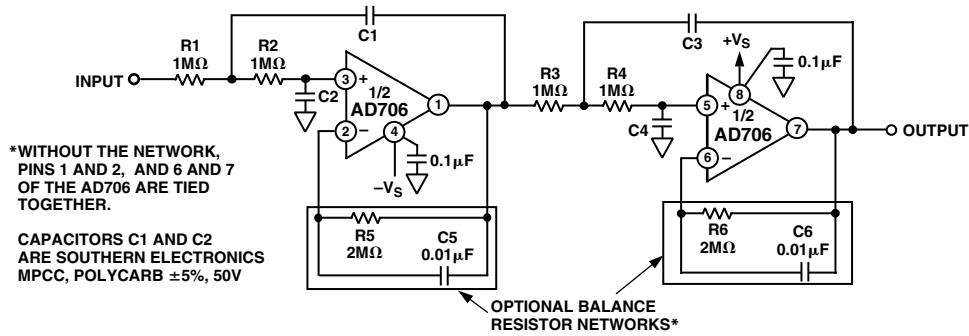 C1
C3
R1
1MΩ
R2
1MΩ
INPUT
C2
3
+
1/2
AD706
1
2
−
4
0.1μF
−VS
R3
1MΩ
R4
1MΩ
C4
+VS
8
0.1μF
5
+
1/2
AD706
7
6
−
OUTPUT
*WITHOUT THE NETWORK,
PINS 1 AND 2, AND 6 AND 7
OF THE AD706 ARE TIED
TOGETHER.
CAPACITORS C1 AND C2
ARE SOUTHERN ELECTRONICS
MPCC, POLYCARB ±5%, 50V
R5
2MΩ
C5
0.01μF
R6
2MΩ
C6
0.01μF
OPTIONAL BALANCE
RESISTOR NETWORKS*